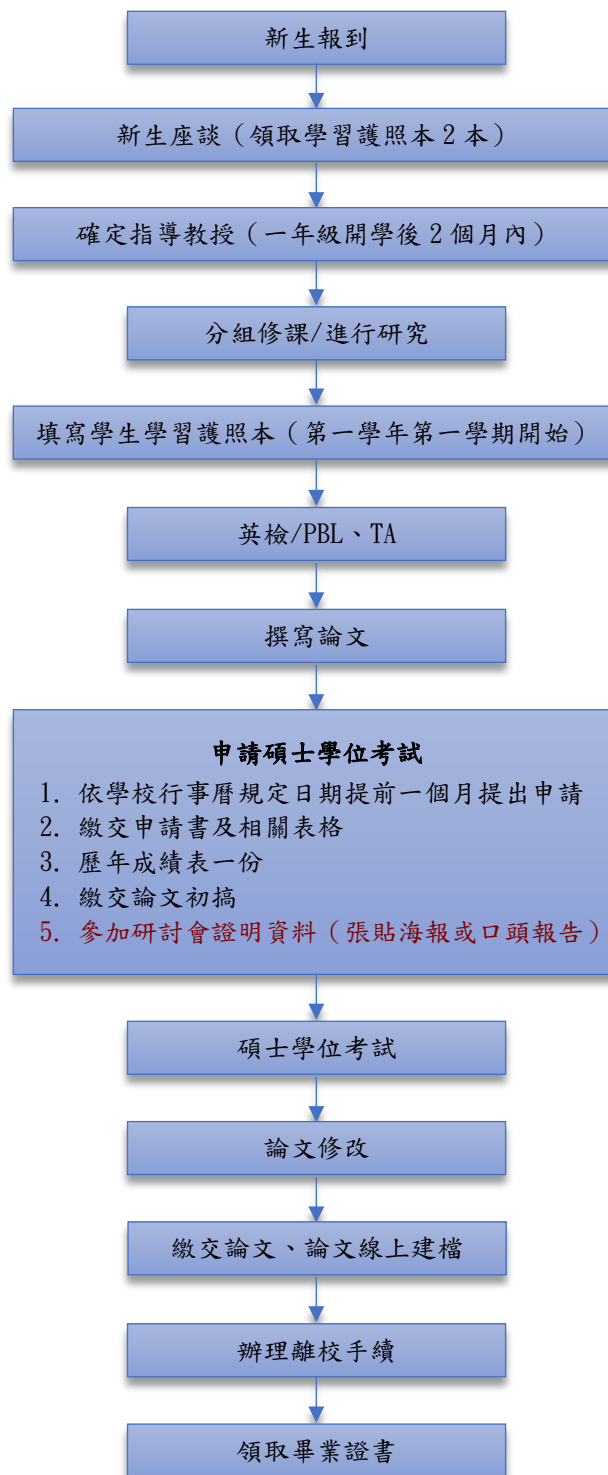 新生報到
新生座談（領取學習護照本 2 本）
確定指導教授（一年級開學後 2 個月內）
分組修課/進行研究
填寫學生學習護照本（第一學年第一學期開始）
英檢/PBL、TA
撰寫論文
申請碩士學位考試
1. 依學校行事曆規定日期提前一個月提出申請
2. 繳交申請書及相關表格
3. 歷年成績表一份
4. 繳交論文初搞
5. 參加研討會證明資料（張貼海報或口頭報告）
碩士學位考試
論文修改
繳交論文、論文線上建檔
辦理離校手續
領取畢業證書